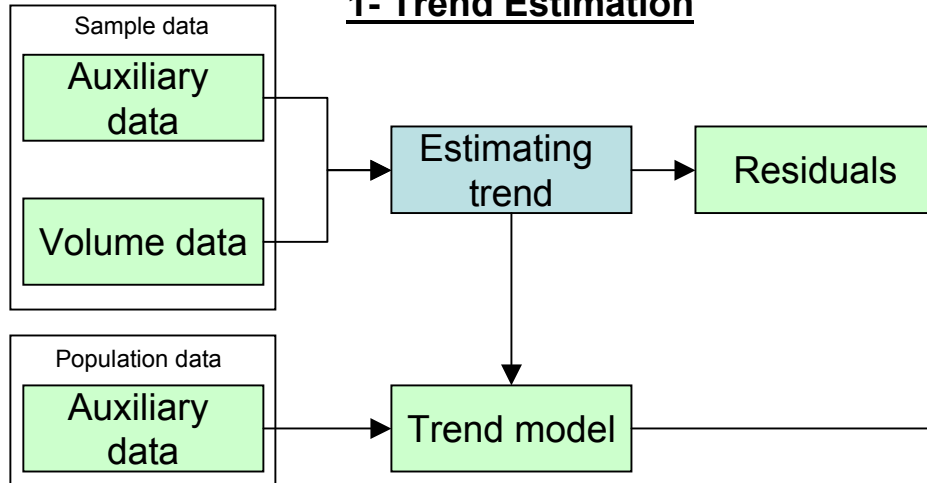 1- Trend Estimation
Sample data
Auxiliary
data
Volume data
Estimating
trend
Residuals
Population data
Auxiliary
data
Trend model